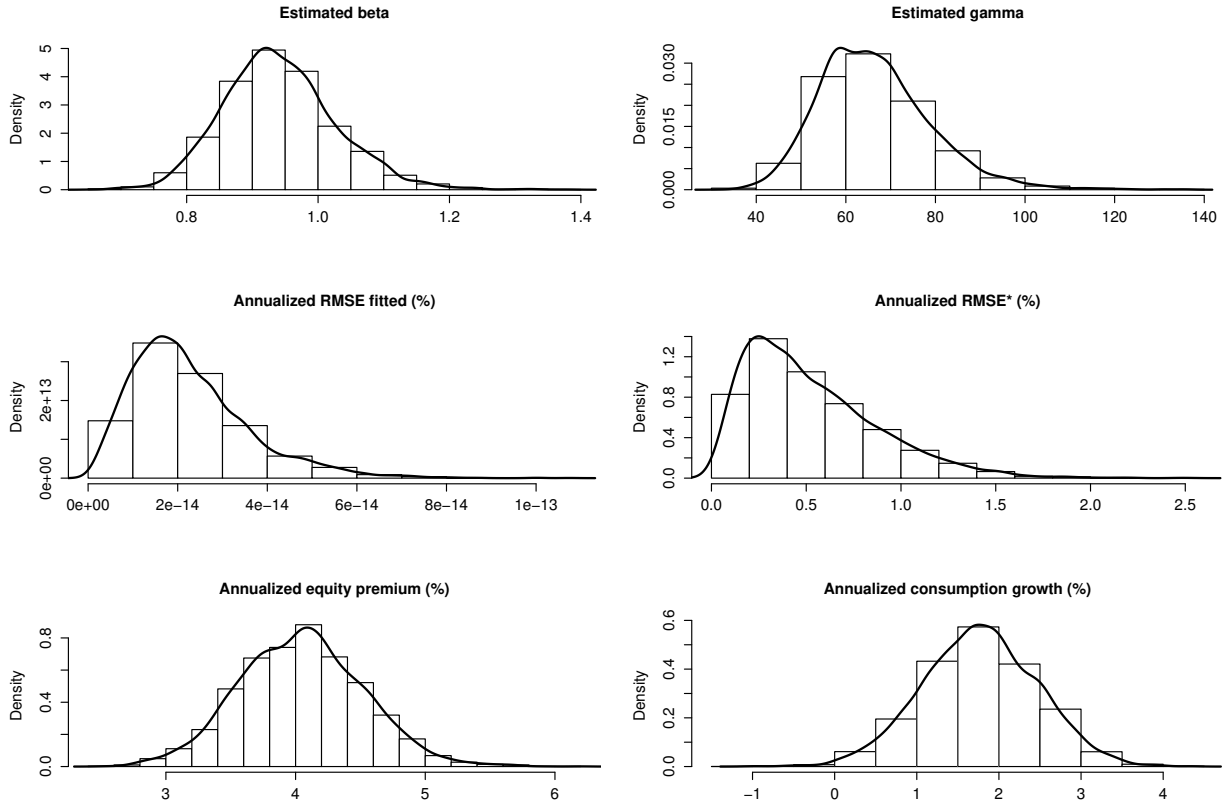 Estimated beta
Density
0 1 2 3 4 5
0.8 1.0 1.2 1.4
Estimated gamma
Density
0.000 0.015 0.030
40 60 80 100 120 140
Annualized RMSE fitted (%)
Density
0e+00 2e+13
0e+00 2e−14 4e−14 6e−14 8e−14 1e−13
Annualized RMSE* (%)
Density
0.0 0.4 0.8 1.2
0.0 0.5 1.0 1.5 2.0 2.5
Annualized equity premium (%)
Density
0.0 0.4 0.8
3 4 5 6
Annualized consumption growth (%)
Density
0.0 0.2 0.4 0.6
−1 0 1 2 3 4